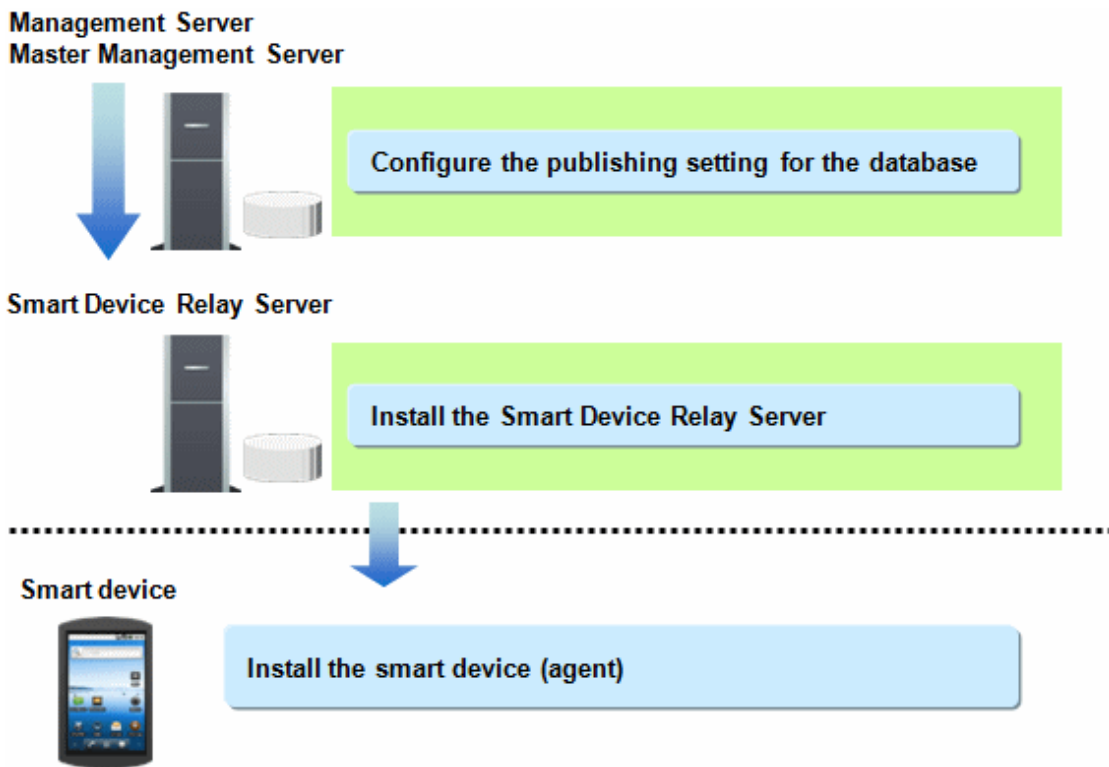 Management Server
Master Management Server
Configure the publishing setting for the database
Smart Device Relay Server
Install the Smart Device Relay Server
Smart device
Install the smart device (agent)